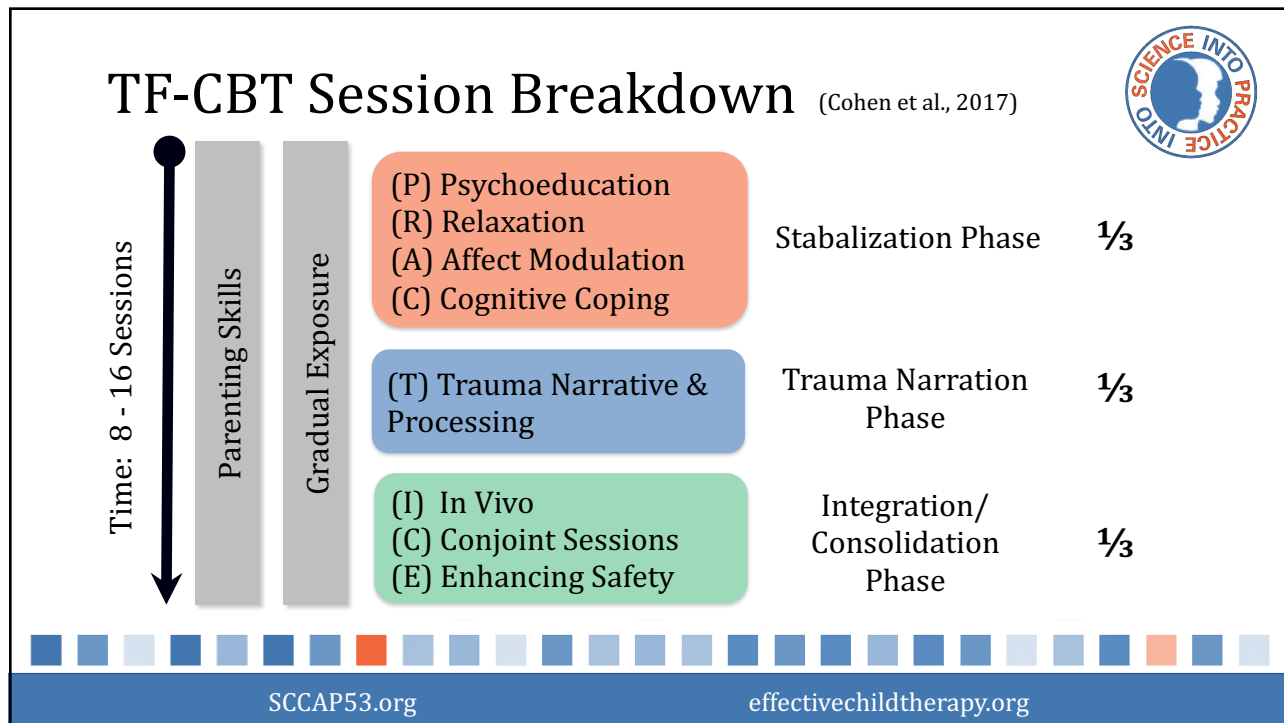 TF-CBT Session Breakdown (Cohen et al., 2017)
SCIENCE INTO PRACTICE INTO
Time: 8 - 16 Sessions
Parenting Skills
Gradual Exposure
(P) Psychoeducation
(R) Relaxation
(A) Affect Modulation
(C) Cognitive Coping
Stabalization Phase
⅓
(T) Trauma Narrative &
Processing
Trauma Narration
Phase
⅓
(I) In Vivo
(C) Conjoint Sessions
(E) Enhancing Safety
Integration/
Consolidation
Phase
⅓
SCCAP53.org
effectivechildtherapy.org